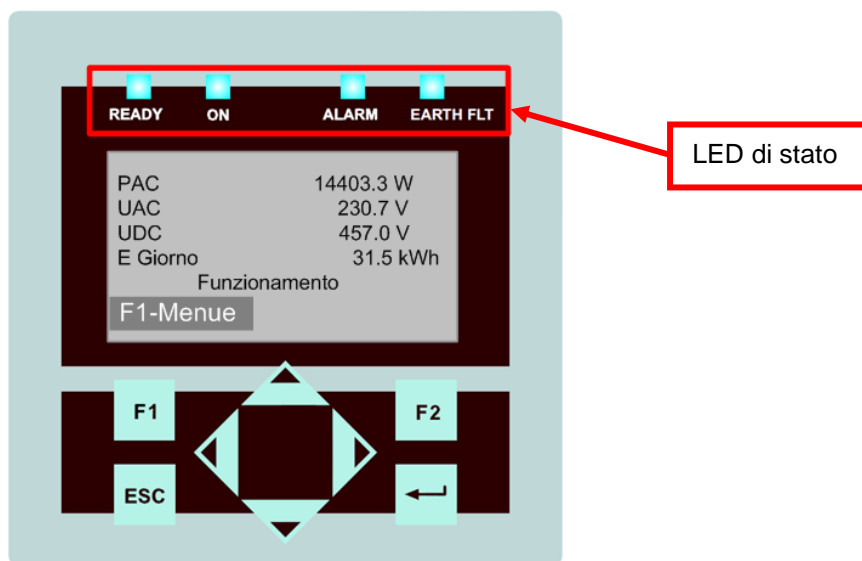 READY ON ALARM EARTH FLT
LED di stato
PAC 14403.3 W
UAC 230.7 V
UDC 457.0 V
E Giorno 31.5 kWh
Funzionamento
F1-Menue
F1 F2
ESC